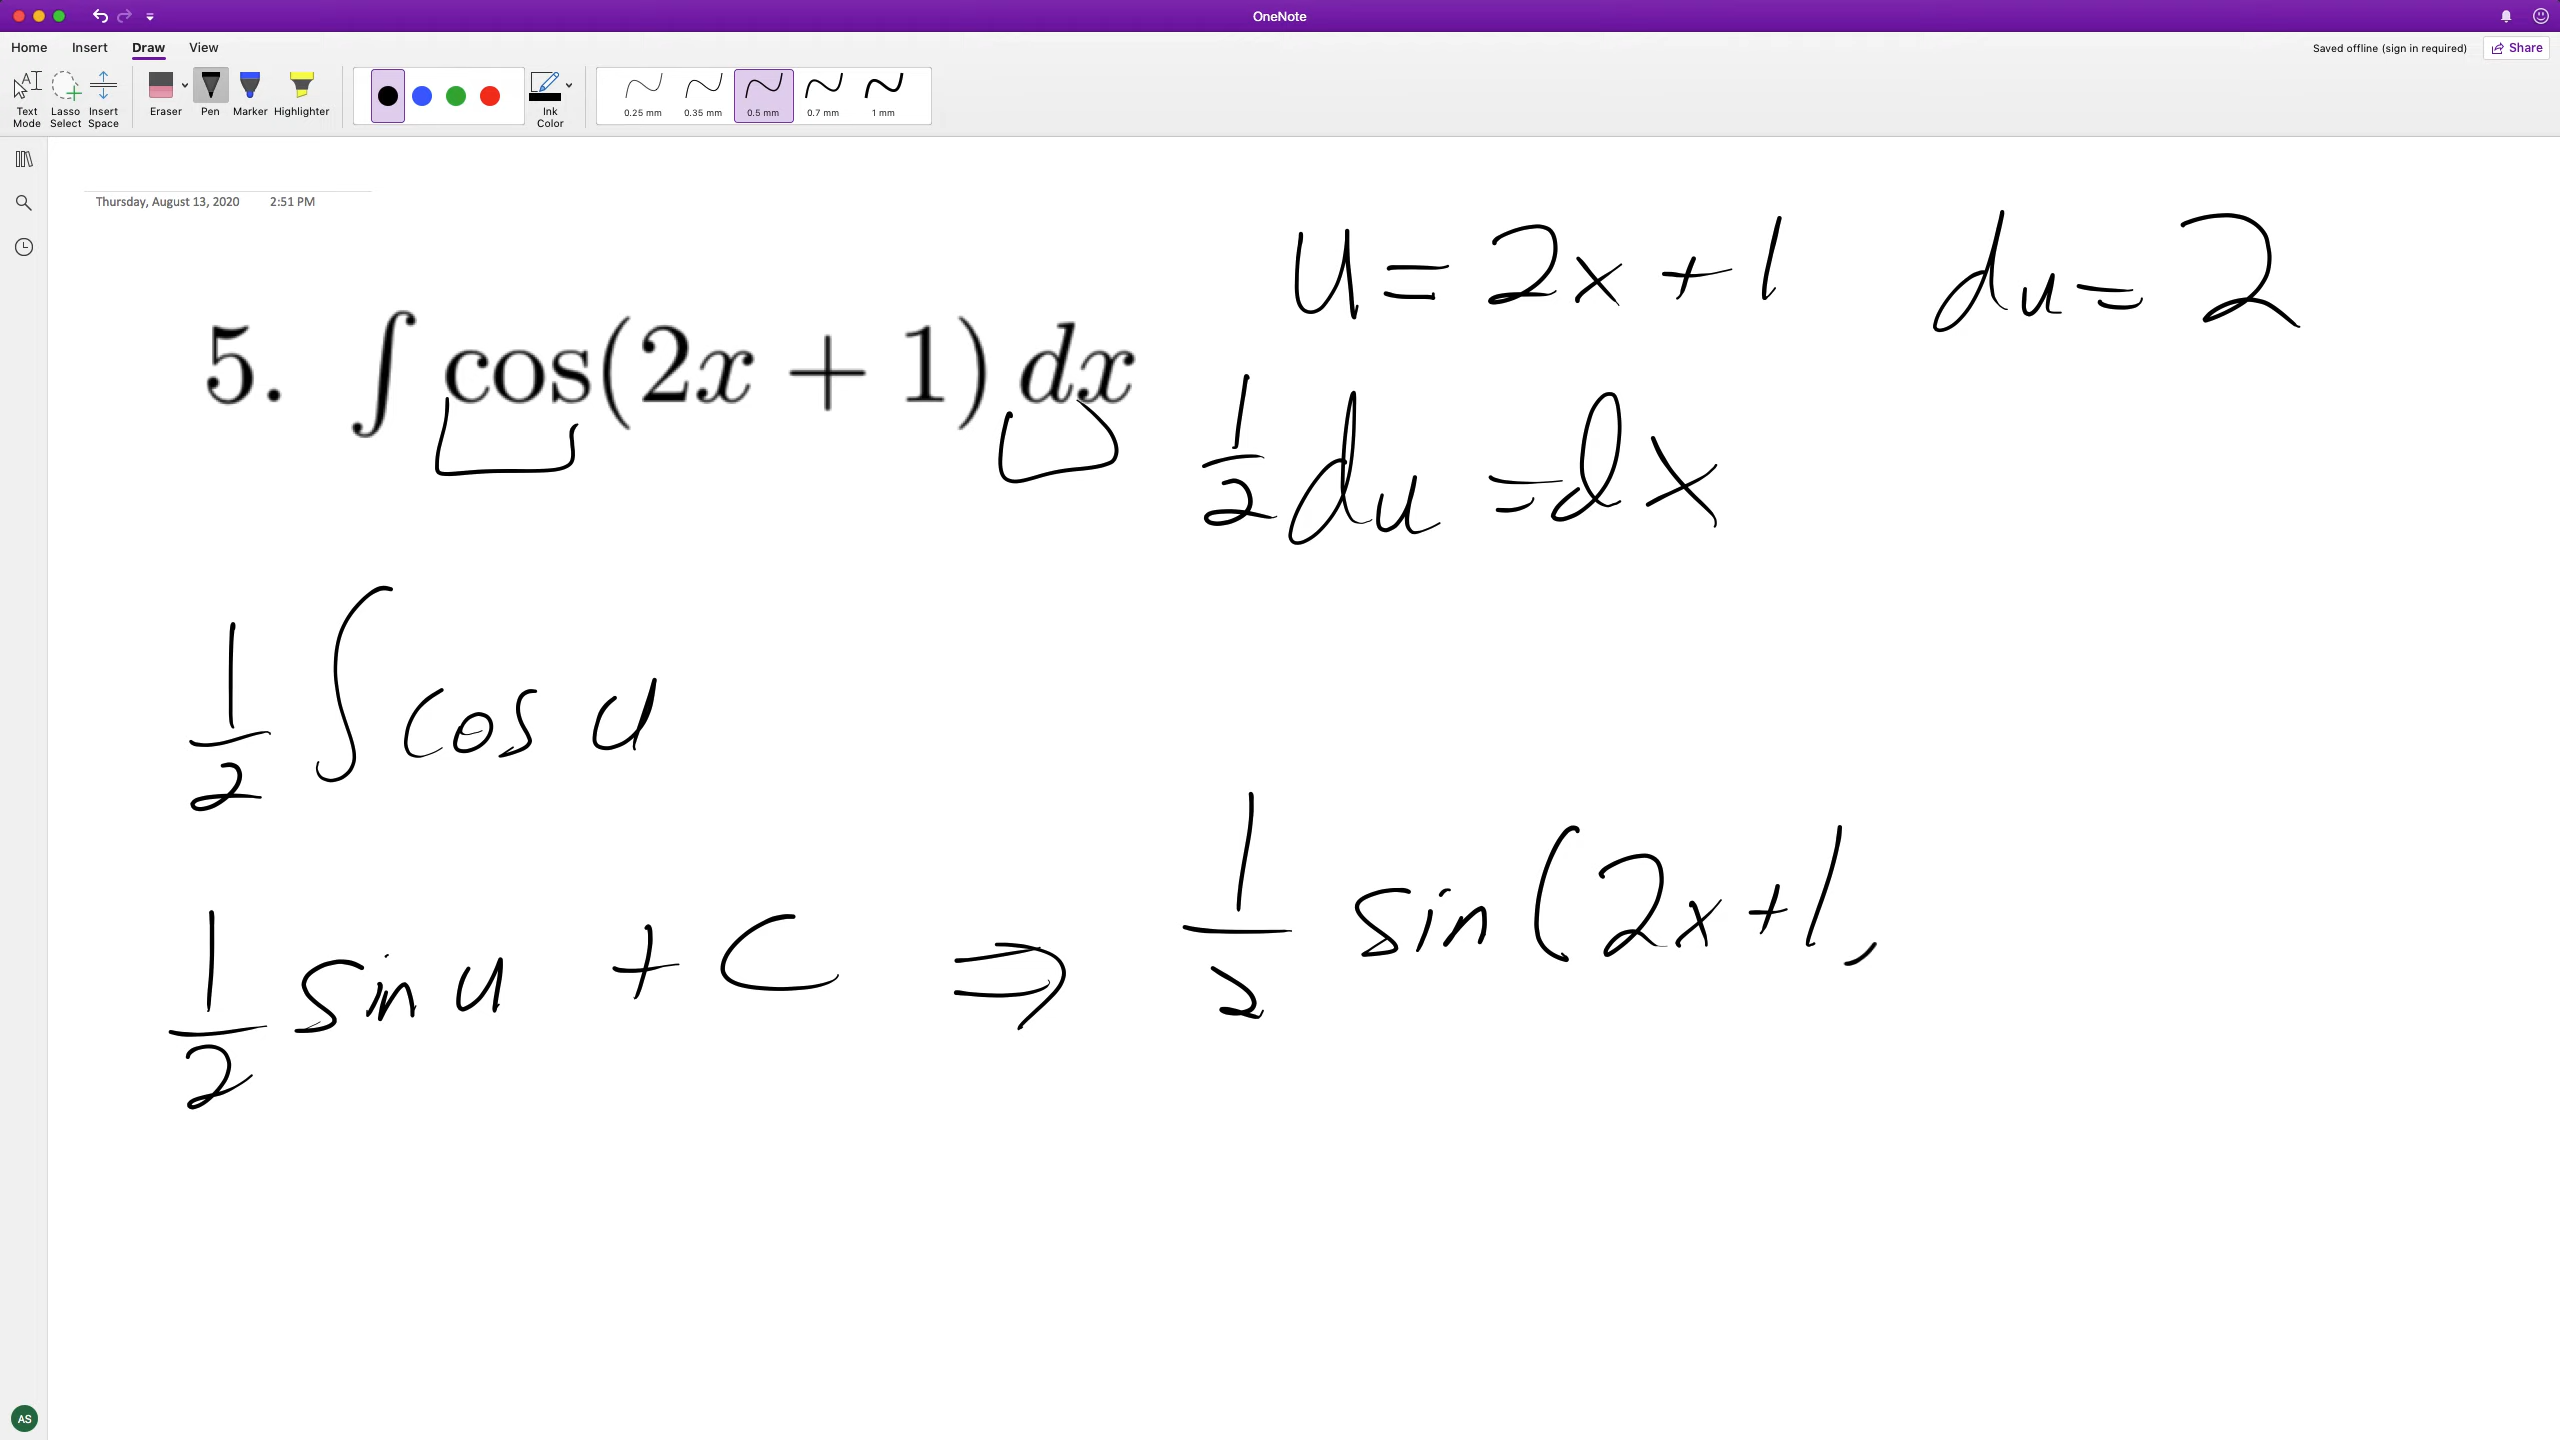 OneNote
Home Insert Draw View
Saved offline (sign in required) Share
Text Mode Lasso Select Insert Space Eraser Pen Marker Highlighter Ink Color 0.25 mm 0.35 mm 0.5 mm 0.7 mm 1 mm
Thursday, August 13, 2020 2:51 PM
u = 2x + 1 du = 2
5. ∫ cos(2x + 1) dx
1/2 du = dx
1/2 ∫ cos u
1/2 sin u + C ⇒ 1/2 sin (2x+1,
AS